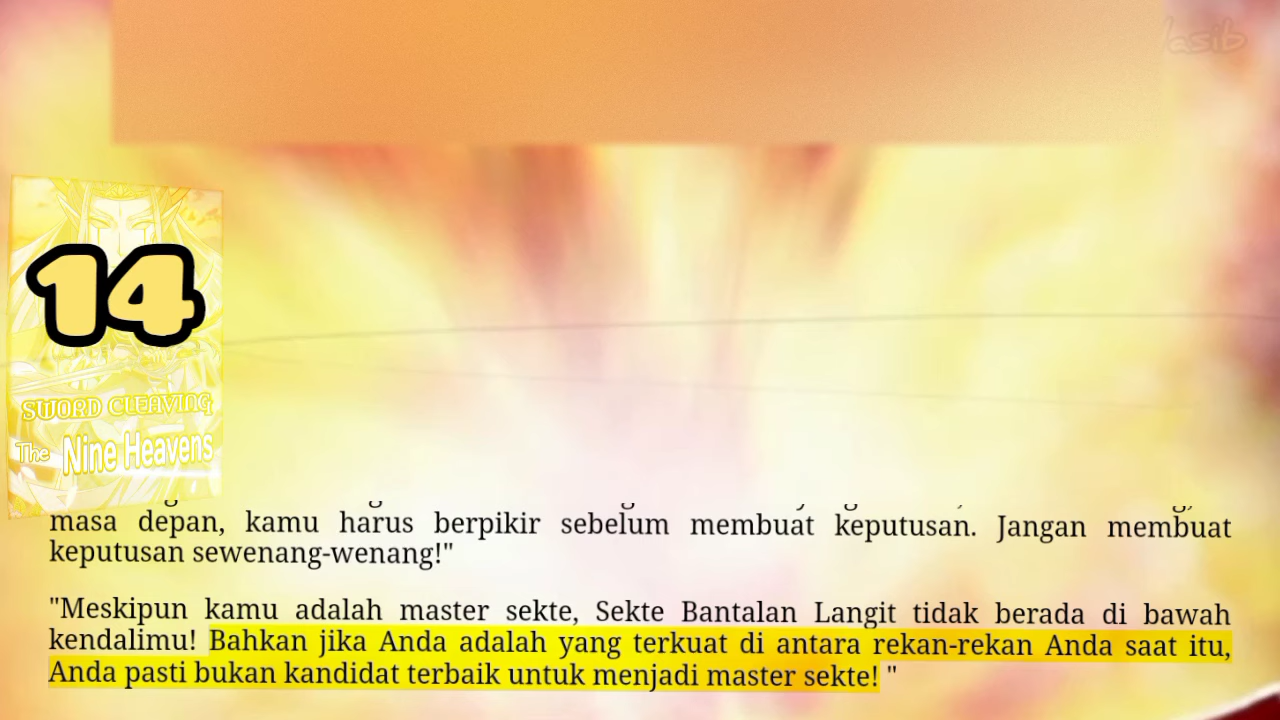 lasib
14
SWORD CLEAVING
The Nine Heavens
masa depan, kamu harus berpikir sebelum membuat keputusan. Jangan membuat
keputusan sewenang-wenang!"
"Meskipun kamu adalah master sekte, Sekte Bantalan Langit tidak berada di bawah
kendalimu! Bahkan jika Anda adalah yang terkuat di antara rekan-rekan Anda saat itu,
Anda pasti bukan kandidat terbaik untuk menjadi master sekte! "